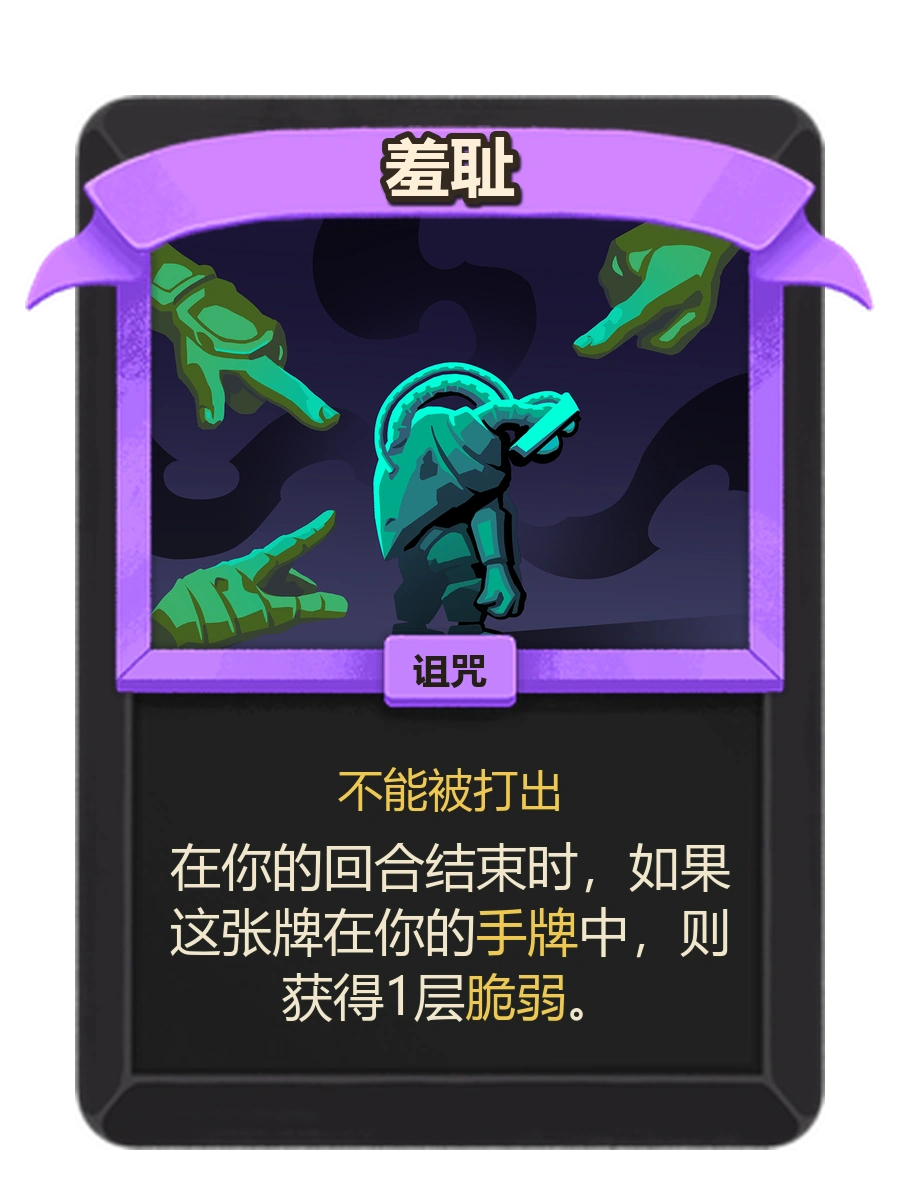 羞耻
诅咒
不能被打出
在你的回合结束时，如果
这张牌在你的手牌中，则
获得1层脆弱。